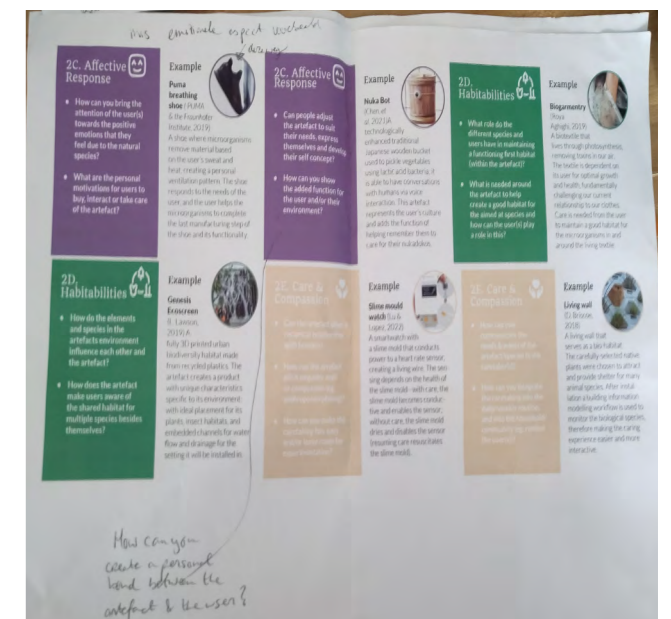 2C. Affective
Response
How can you bring the
attention of the user(s)
towards the positive
emotions that they
feel due to the natural
species?
What are the personal
motivations for users to
buy, interact or take care
of the artefact?
Example
Puma
breathing
shoe (PUMA
& the Fraunhofer
Institute, 2019)
A shoe where microorganisms
remove material based
on the user's sweat and
heat, creating a personal
ventilation pattern. The shoe
responds to the needs of the
user, and the user helps the
microorganisms to complete
the last manufacturing step of
the shoe and its functionality.
2C. Affective
Response
Can people adjust
the artefact to suit
their needs, express
themselves and develop
their self concept?
How can you show
the added function for
the user and/or their
environment?
Example
Nuka Bot
(Chen et
al. 2021) A
technologically
enhanced traditional
Japanese wooden bucket
used to pickle vegetables
using lactic acid bacteria, it
is able to have conversations
with humans via voice
interaction. This artefact
represents the user's culture
and adds the function of
helping remember them to
care for their nukadoko.
2D.
Habitabilities
What role do the
different species and
users have in maintaining
a functioning first habitat
(within the artefact)?
What is needed around
the artefact to help
create a good habitat for
the aimed at species and
how can the user(s) play
a role in this?
Example
Biogarmentry
(Roya
Aghighi, 2019)
A biotextile that
lives through photosynthesis,
removing toxins in our air.
The textile is dependent on
its user for optimal growth
and health, fundamentally
challenging our current
relationship to our clothes.
Care is needed from the user
to maintain a good habitat for
the microorganisms in and
around the living textile.
2D.
Habitabilities
How do the elements
and species in the
artefacts environment
influence each other and
the artefact?
How does the artefact
make users aware of
the shared habitat for
multiple species besides
themselves?
Example
Genesis
Ecoscreen
2019) A
fully 3D printed urban
biodiversity habitat made
from recycled plastics. The
artefact creates a product
with unique characteristics
specific to its environment
with ideal placement for its
plants, insect habitats, and
embedded channels for water
flow and drainage for the
setting it will be installed in.
2E. Care &
Compassion
Example
Slime mould
watch (Lu &
Lopez, 2022)
A smartwatch with
a slime mold that conducts
power to a heart rate sensor,
creating a living wire. The sen-
sing depends on the health of
the slime mold - with care, the
slime mold becomes conduc-
tive and enables the sensor;
without care, the slime mold
dries and disables the sensor
(resuming care resuscitates
the slime mold).
2E. Care &
Compassion
Example
Living wall
(D. Briscoe,
A living wall that
serves as a test habitat.
The carefully selected native
plants were chosen to attract
and provide shelter for many
animal species. After instal-
lation a building information
modelling workflow is used to
monitor the biological species,
therefore making the caring
experience easier and more
interactive.
How can you
create a personal
bond between the
artefact & the user?